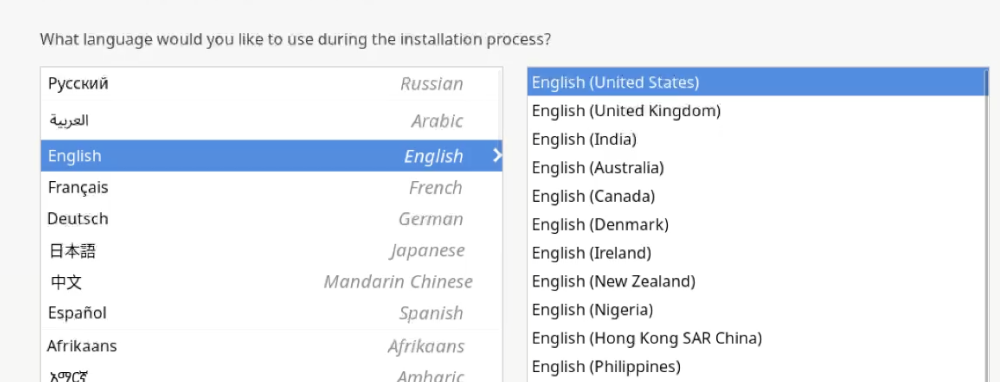 What language would you like to use during the installation process?
Русский Russian
العربية Arabic
English English
Français French
Deutsch German
日本語 Japanese
中文 Mandarin Chinese
Español Spanish
Afrikaans Afrikaans
አማርኛ Amharic
English (United States)
English (United Kingdom)
English (India)
English (Australia)
English (Canada)
English (Denmark)
English (Ireland)
English (New Zealand)
English (Nigeria)
English (Hong Kong SAR China)
English (Philippines)